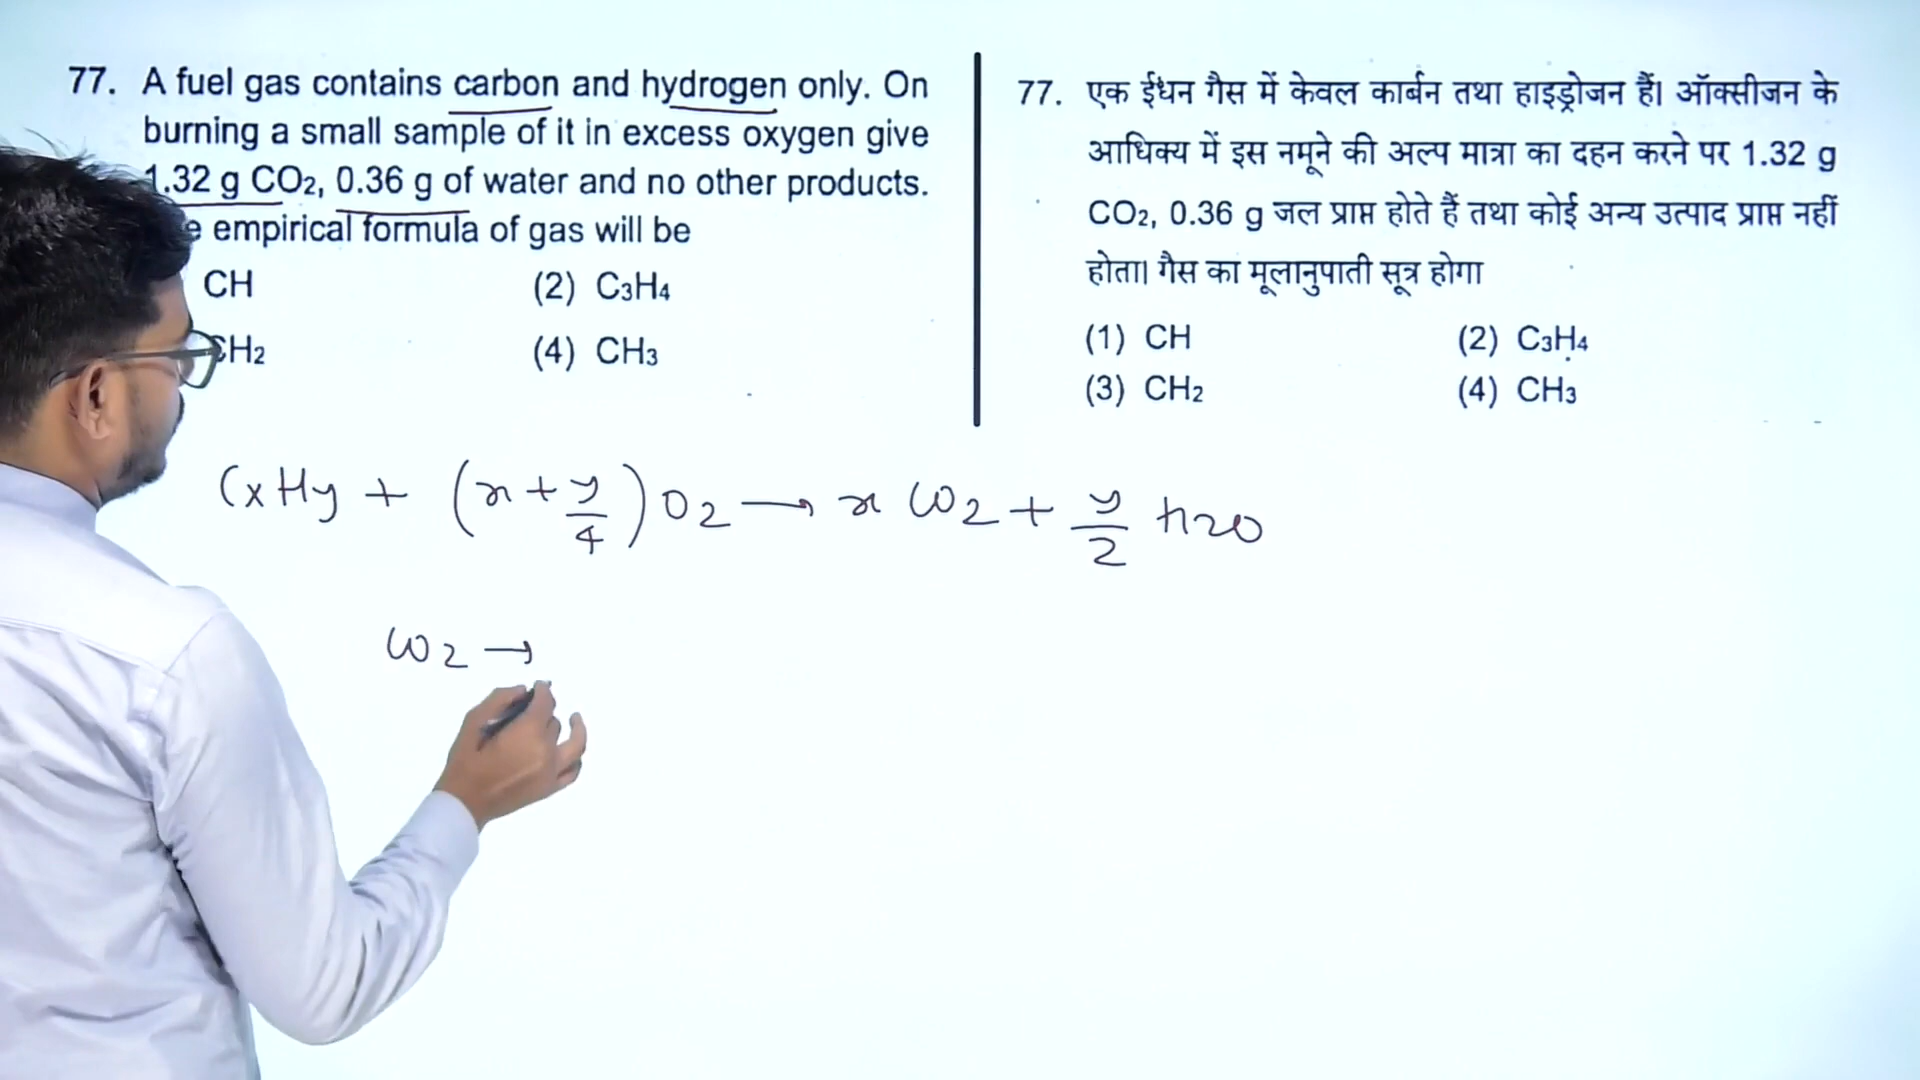 77. A fuel gas contains carbon and hydrogen only. On
burning a small sample of it in excess oxygen give
1.32 g CO₂, 0.36 g of water and no other products.
e empirical formula of gas will be
CH (2) C₃H₄
CH₂ (4) CH₃
77. एक ईंधन गैस में केवल कार्बन तथा हाइड्रोजन हैं। ऑक्सीजन के
आधिक्य में इस नमूने की अल्प मात्रा का दहन करने पर 1.32 g
CO₂, 0.36 g जल प्राप्त होते हैं तथा कोई अन्य उत्पाद प्राप्त नहीं
होता। गैस का मूलानुपाती सूत्र होगा
(1) CH (2) C₃H₄
(3) CH₂ (4) CH₃
CxHy + (x + y/4) O₂ → x CO₂ + y/2 H₂O
CO₂ →